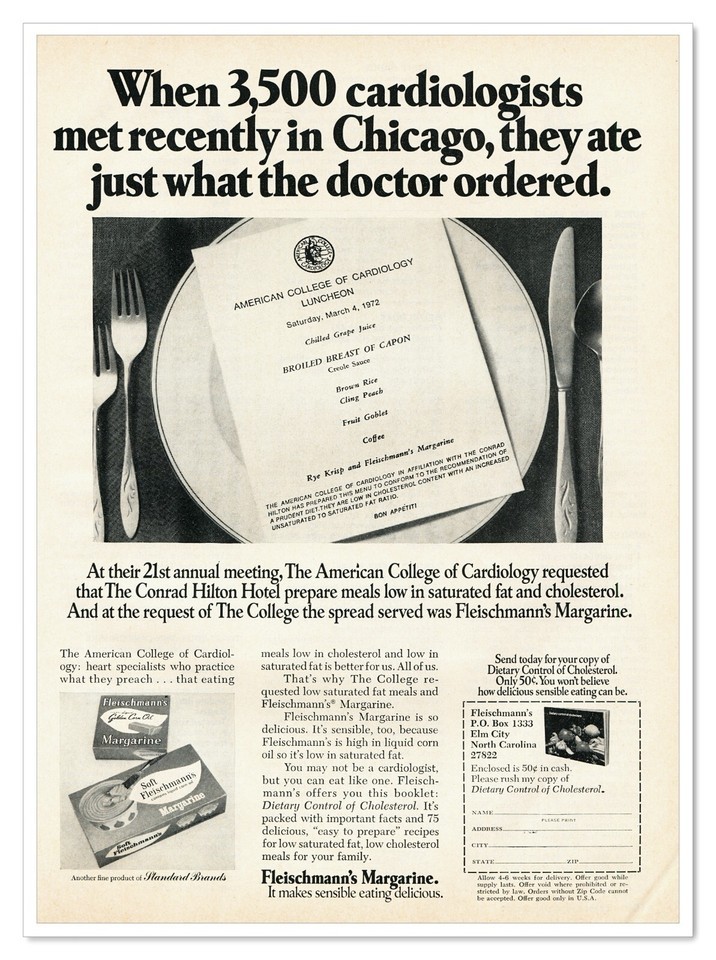 When 3,500 cardiologists
met recently in Chicago, they ate
just what the doctor ordered.
AMERICAN COLLEGE OF CARDIOLOGY
LUNCHEON
Saturday, March 4, 1972
Chilled Grape Juice
BROILED BREAST OF CAPON
Creole Sauce
Brown Rice
Cling Peach
Fruit Goblet
Coffee
Rye Krisp and Fleischmann's Margarine
THE AMERICAN COLLEGE OF CARDIOLOGY IN AFFILIATION WITH THE CONRAD
HILTON HAS PREPARED THIS MENU TO CONFORM TO THE RECOMMENDATION OF
A PRUDENT DIET. THEY ARE LOW IN CHOLESTEROL CONTENT WITH AN INCREASED
UNSATURATED TO SATURATED FAT RATIO.
BON APPÉTIT!
At their 21st annual meeting, The American College of Cardiology requested
that The Conrad Hilton Hotel prepare meals low in saturated fat and cholesterol.
And at the request of The College the spread served was Fleischmann's Margarine.
The American College of Cardiol-
ogy: heart specialists who practice
what they preach . . . that eating
Fleischmann's
Golden Corn Oil
Margarine
Soft
Fleischmann's
Margarine
Soft
Fleischmann's
Another fine product of Standard Brands
meals low in cholesterol and low in
saturated fat is better for us. All of us.
That's why The College re-
quested low saturated fat meals and
Fleischmann's® Margarine.
Fleischmann's Margarine is so
delicious. It's sensible, too, because
Fleischmann's is high in liquid corn
oil so it's low in saturated fat.
You may not be a cardiologist,
but you can eat like one. Fleisch-
mann's offers you this booklet:
Dietary Control of Cholesterol. It's
packed with important facts and 75
delicious, "easy to prepare" recipes
for low saturated fat, low cholesterol
meals for your family.
Fleischmann's Margarine.
It makes sensible eating delicious.
Send today for your copy of
Dietary Control of Cholesterol.
Only 50¢. You won't believe
how delicious sensible eating can be.
Fleischmann's
P.O. Box 1333
Elm City
North Carolina
27822
Enclosed is 50¢ in cash.
Please rush my copy of
Dietary Control of Cholesterol.
NAME
PLEASE PRINT
ADDRESS
CITY
STATE ZIP
Allow 4-6 weeks for delivery. Offer good while
supply lasts. Offer void where prohibited or re-
stricted by law. Orders without Zip Code cannot
be accepted. Offer good only in U.S.A.